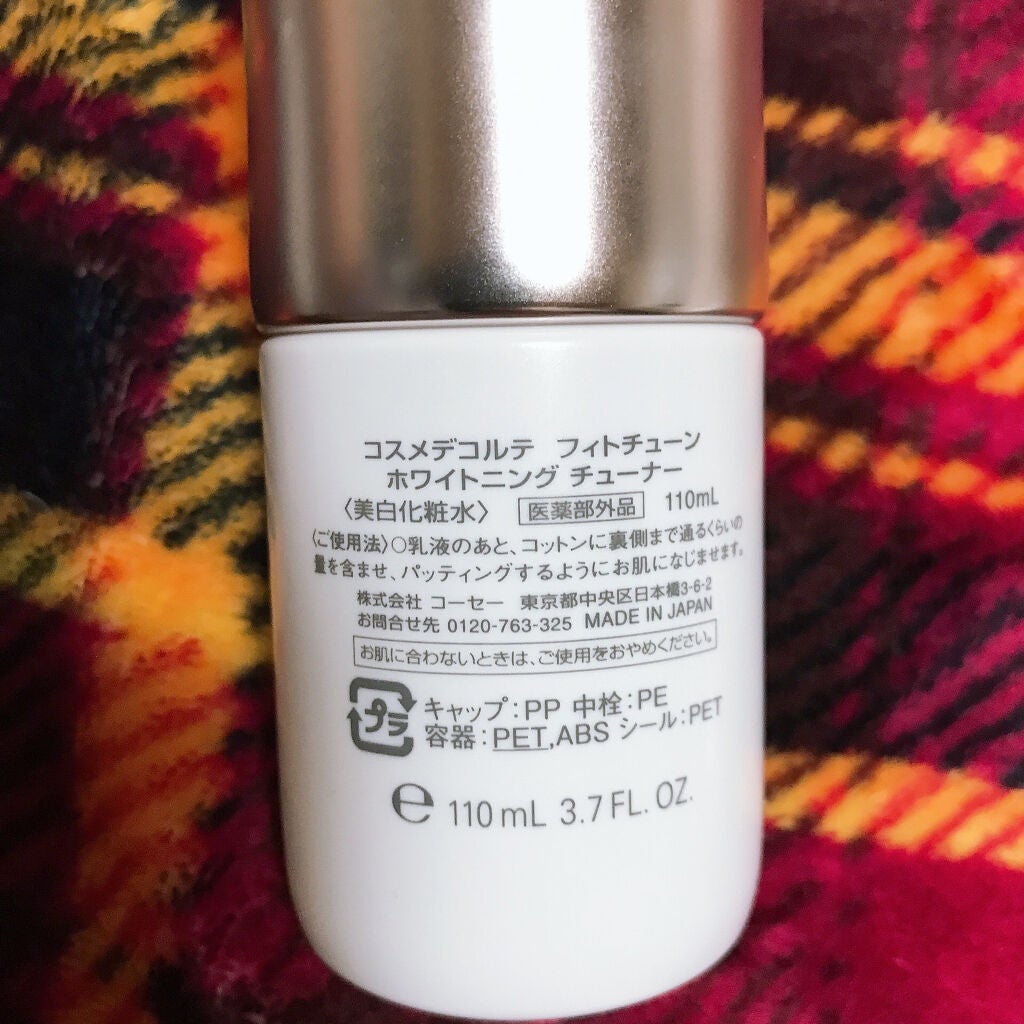 コスメデコルテ フィトチューン
ホワイトニング チューナー
〈美白化粧水〉 医薬部外品 110mL
〈ご使用法〉○乳液のあと、コットンに裏側まで通るくらいの
量を含ませ、パッティングするようにお肌になじませます。
株式会社 コーセー 東京都中央区日本橋3-6-2
お問合せ先 0120-763-325 MADE IN JAPAN
お肌に合わないときは、ご使用をおやめください。
プラ キャップ:PP 中栓:PE
容器:PET,ABS シール:PET
℮ 110 mL 3.7 FL. OZ.